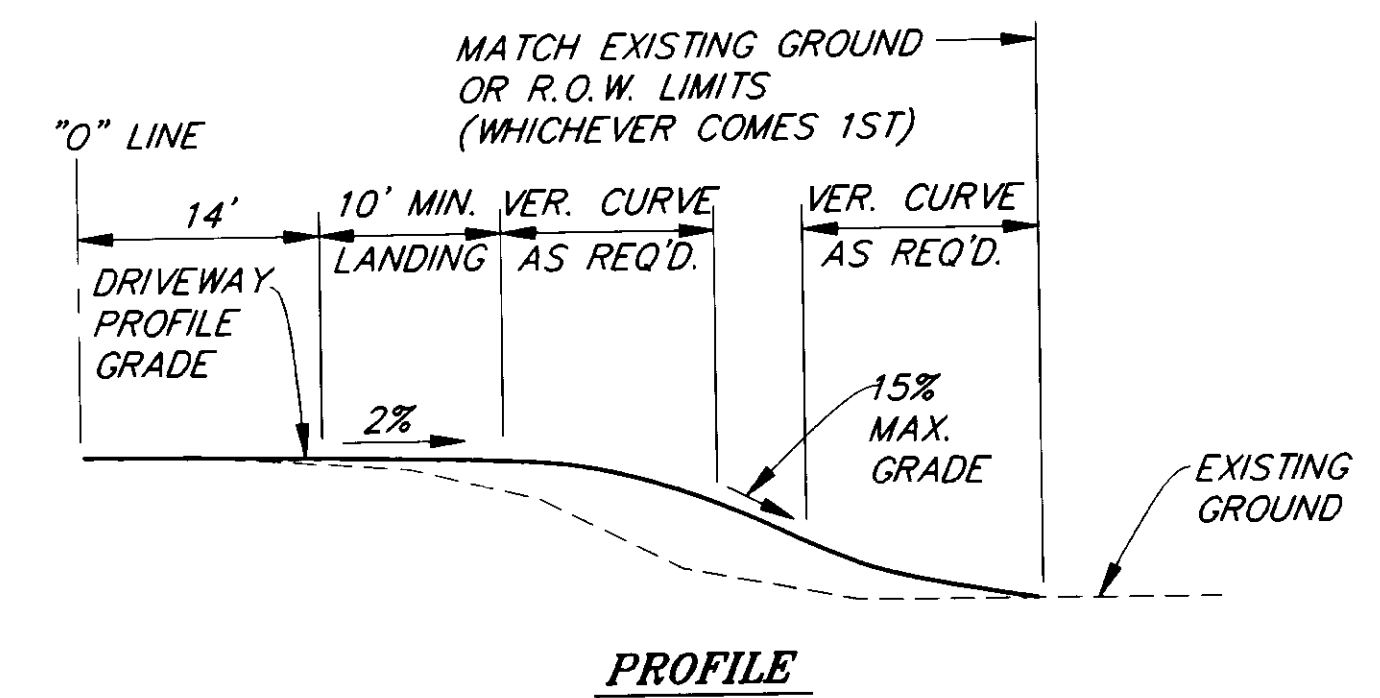 MATCH EXISTING GROUND
OR R.O.W. LIMITS
(WHICHEVER COMES 1ST)
"O" LINE
14'
10' MIN.
LANDING
VER. CURVE
AS REQ'D.
VER. CURVE
AS REQ'D.
DRIVEWAY
PROFILE
GRADE
2%
15%
MAX.
GRADE
EXISTING
GROUND
PROFILE